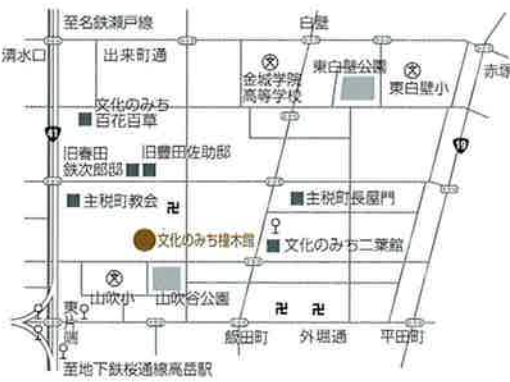 至名鉄瀬戸線
白壁
清水口
出来町通
文
金城学院
高等学校
東白壁公園
文
東白壁小
赤塚
文化のみち
百花百草
41
19
旧春田
鉄次郎邸
旧豊田佐助邸
主税町教会
主税町長屋門
文化のみち橦木館
文化のみち二葉館
文
山吹小
山吹谷公園
東片端
飯田町
外堀通
平田町
至地下鉄桜通線高岳駅